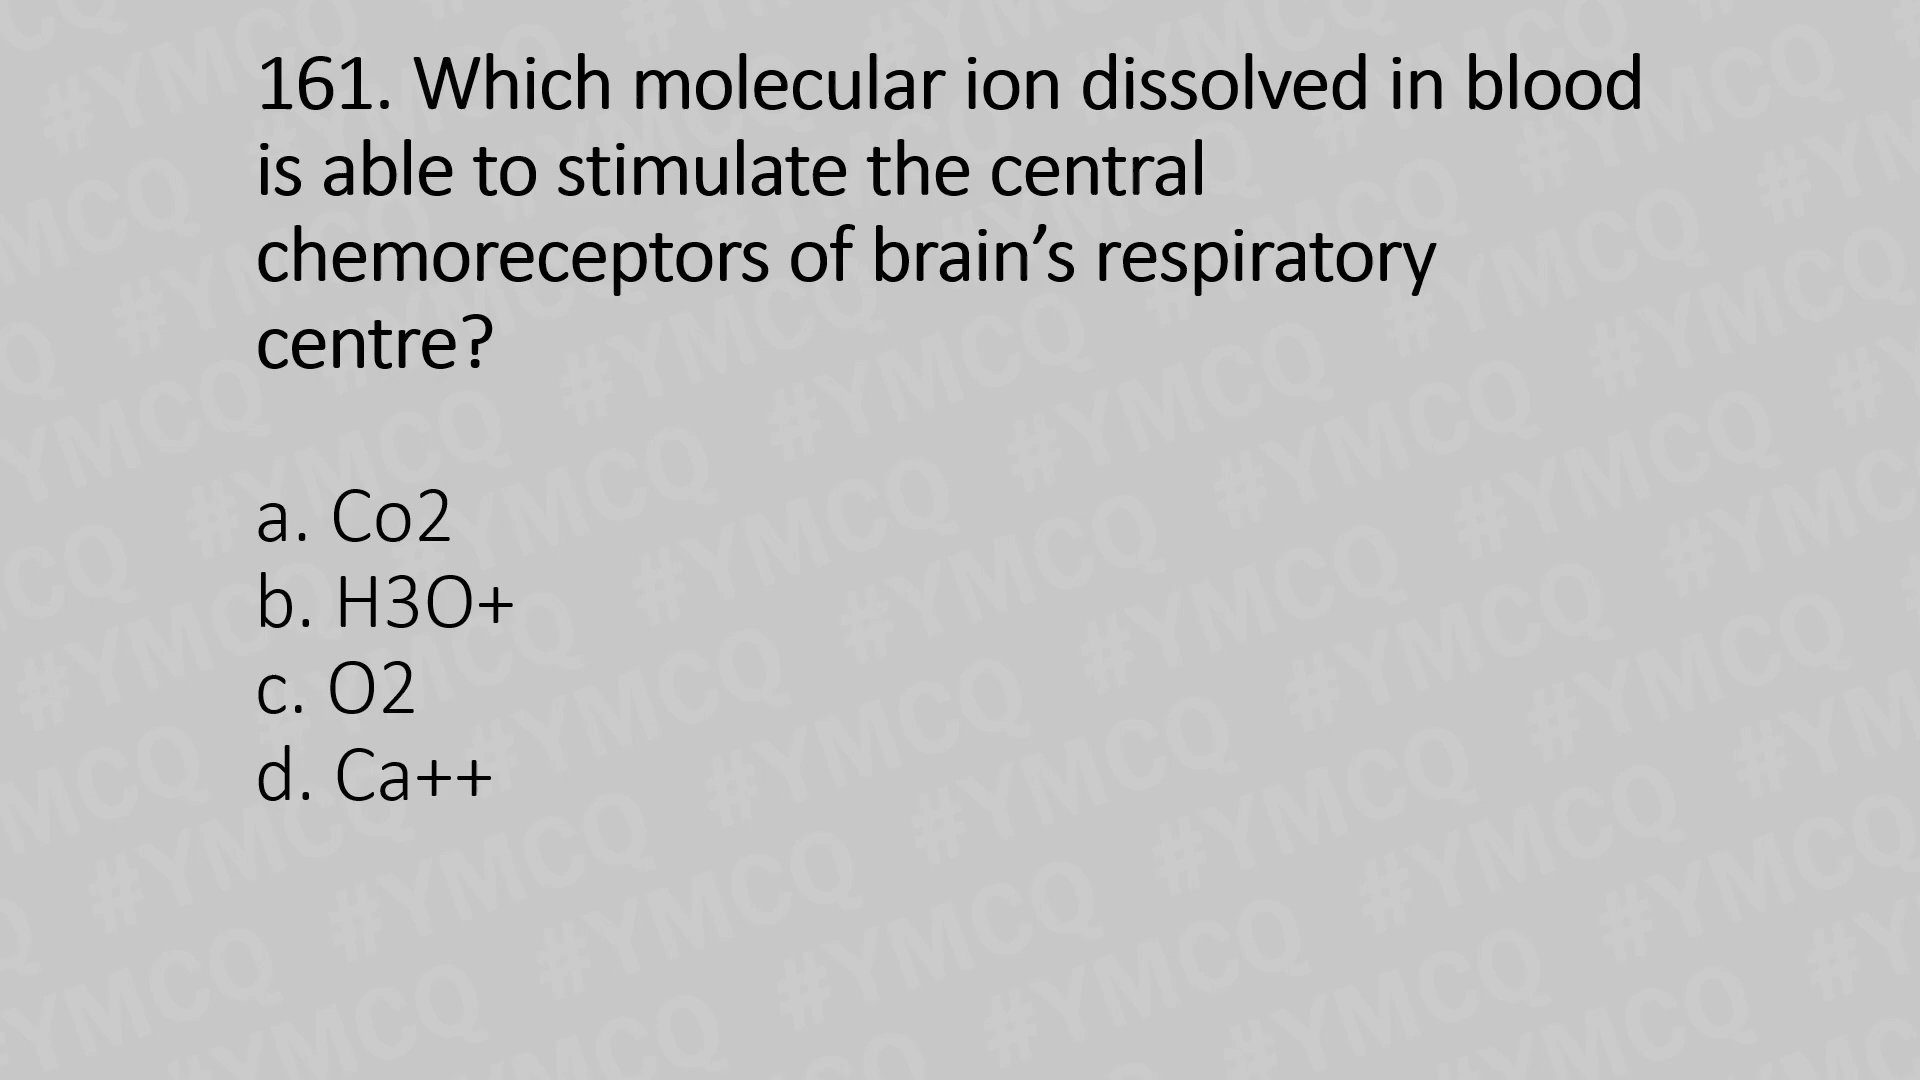 161. Which molecular ion dissolved in blood
is able to stimulate the central
chemoreceptors of brain’s respiratory
centre?
a. Co2
b. H3O+
c. O2
d. Ca++
#YMCQ